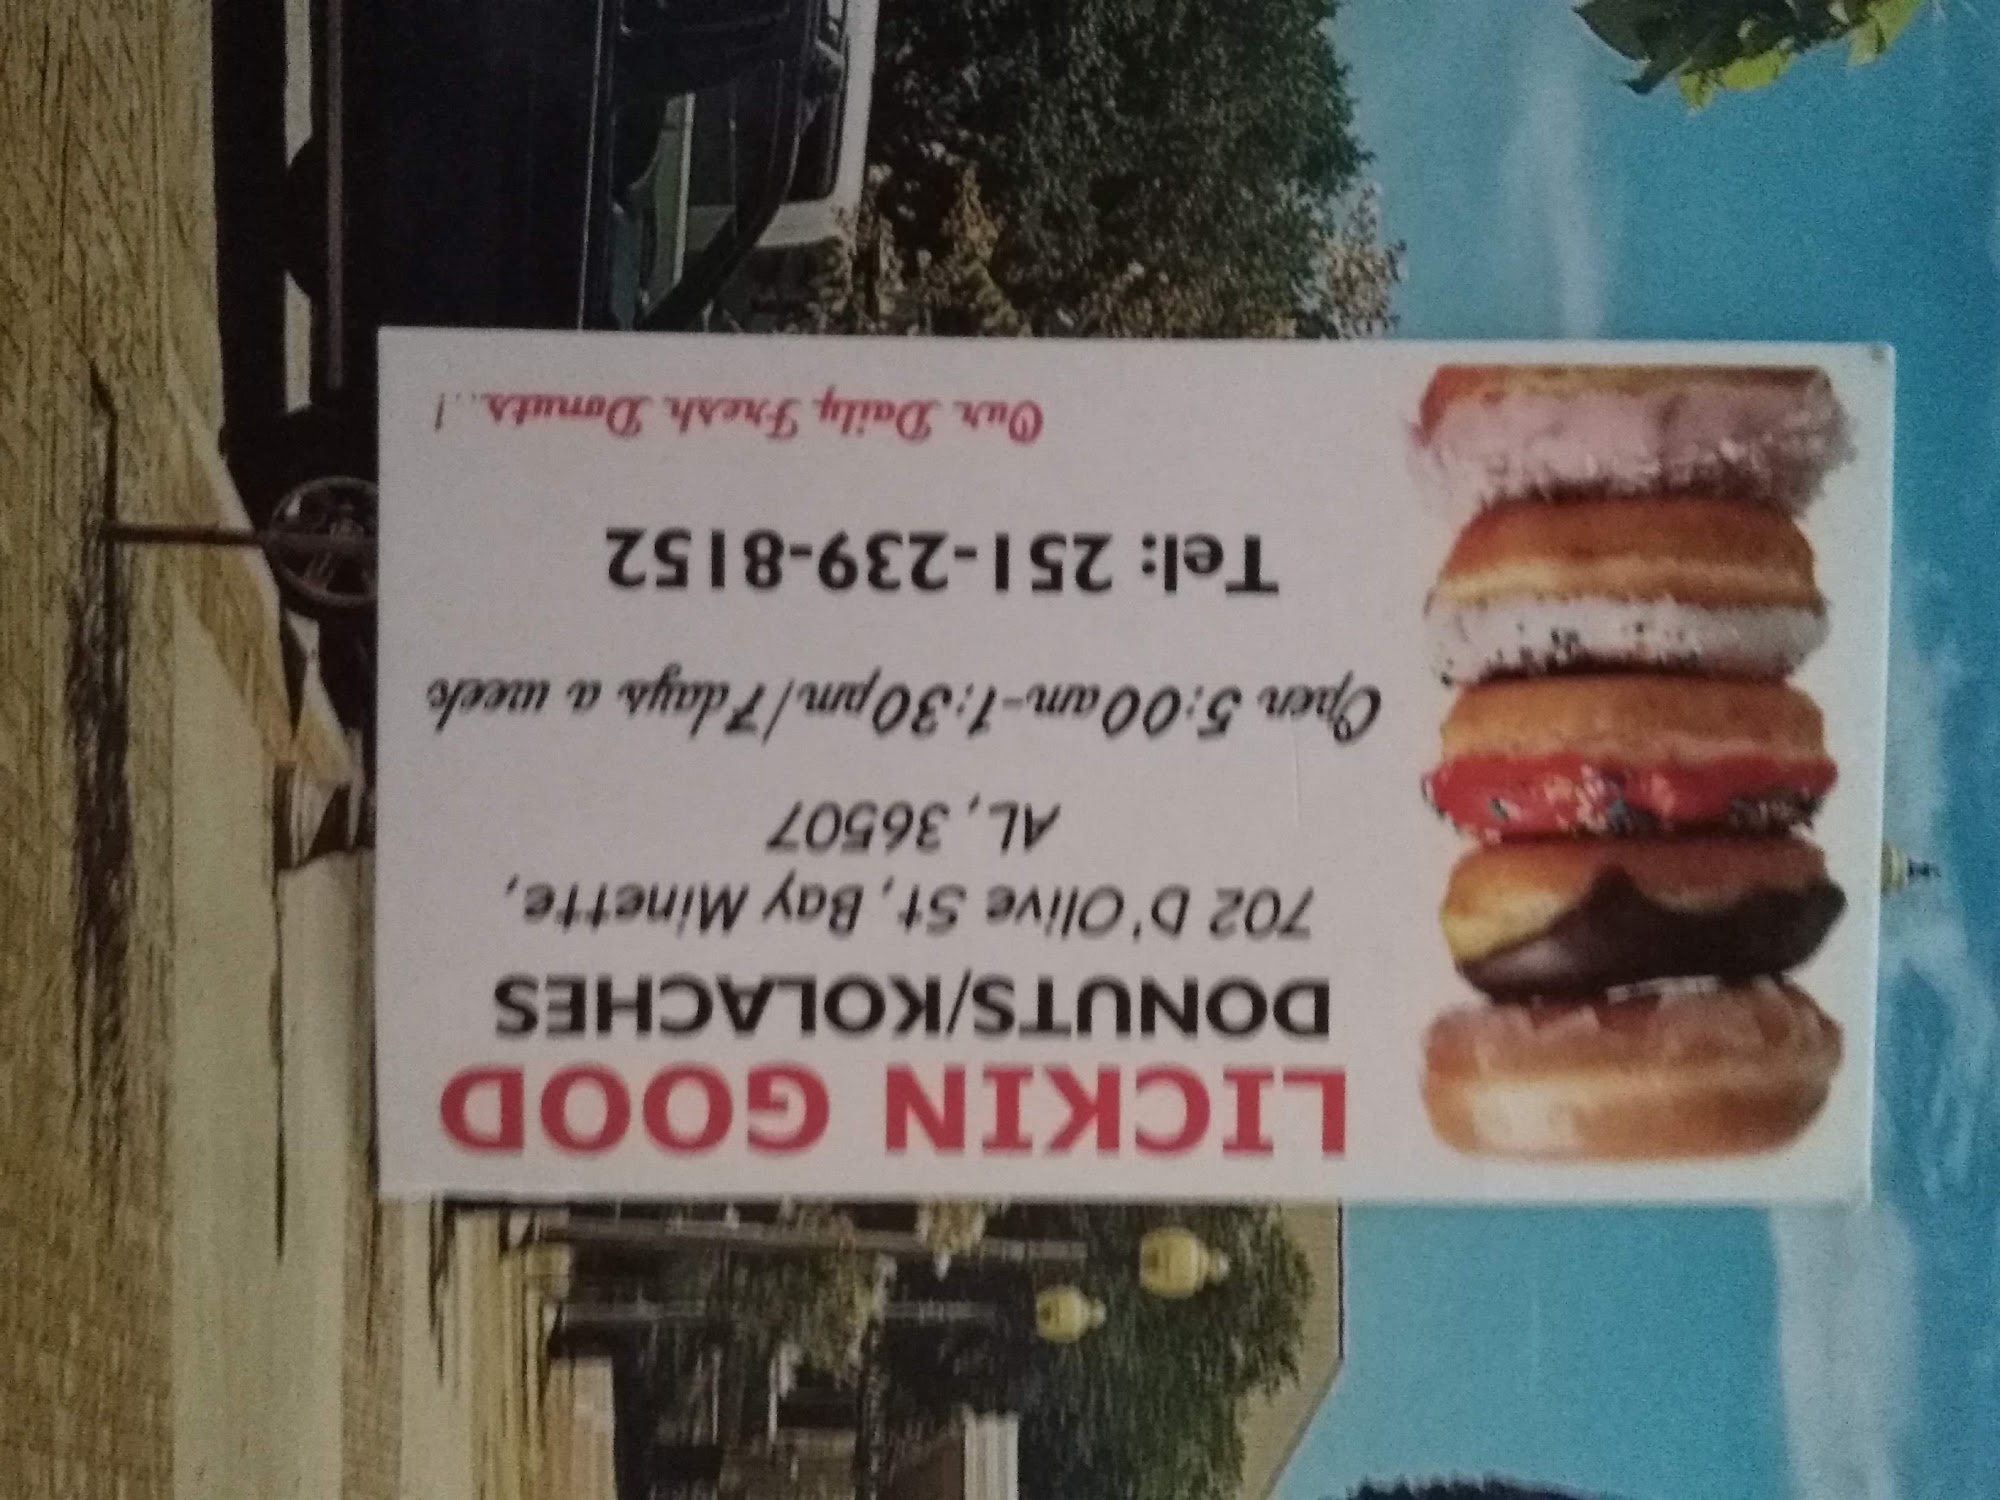 LICKIN GOOD
DONUTS/KOLACHES
702 D'Olive St, Bay Minette,
AL, 36507
Open 5:00am-1:30pm/7days a week
Tel: 251-239-8152
Our Daily Fresh Donuts...!